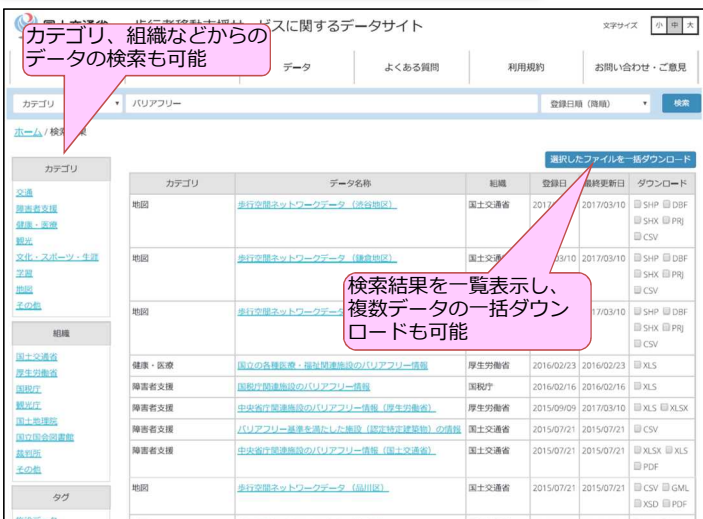 国土交通省 歩行者移動支援サービスに関するデータサイト
文字サイズ 小 中 大
カテゴリ、組織などからの
データの検索も可能
データ よくある質問 利用規約 お問い合わせ・ご意見
カテゴリ バリアフリー 登録日順（降順） 検索
ホーム / 検索結果
選択したファイルを一括ダウンロード
カテゴリ
交通
障害者支援
健康・医療
観光
文化・スポーツ・生涯
学習
地図
その他
組織
国土交通省
厚生労働省
国税庁
観光庁
国土地理院
国立国会図書館
裁判所
その他
タグ
カテゴリ データ名称 組織 登録日 最終更新日 ダウンロード
地図 歩行空間ネットワークデータ（渋谷地区） 国土交通省 2017 2017/03/10 SHP DBF
SHX PRJ
CSV
地図 歩行空間ネットワークデータ（鎌倉地区） 国土交通 03/10 2017/03/10 SHP DBF
SHX PRJ
CSV
検索結果を一覧表示し、
複数データの一括ダウン
ロードも可能
地図 歩行空間ネットワークデータ 17/03/10 SHP DBF
SHX PRJ
CSV
健康・医療 国立の各種医療・福祉関連施設のバリアフリー情報 厚生労働省 2016/02/23 2016/02/23 XLS
障害者支援 国税庁関連施設のバリアフリー情報 国税庁 2016/02/16 2016/02/16 XLS
障害者支援 中央省庁関連施設のバリアフリー情報（厚生労働省） 厚生労働省 2015/09/09 2017/03/10 XLS XLSX
障害者支援 バリアフリー基準を満たした施設（認定特定建築物）の情報 国土交通省 2015/07/21 2015/07/21 CSV
障害者支援 中央省庁関連施設のバリアフリー情報（国土交通省） 国土交通省 2015/07/21 2015/07/21 XLSX XLS
PDF
地図 歩行空間ネットワークデータ（品川区） 国土交通省 2015/07/21 2015/07/21 CSV GML
XSD PDF